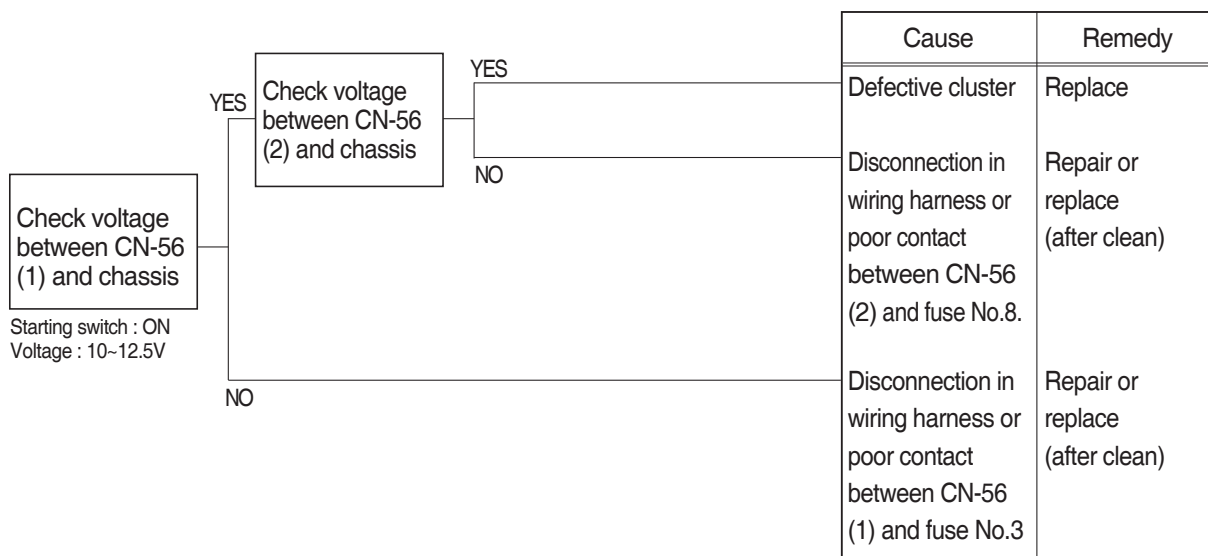 Check voltage
between CN-56
(1) and chassis
Starting switch : ON
Voltage : 10~12.5V
YES
NO
Check voltage
between CN-56
(2) and chassis
YES
NO
Cause
Remedy
Defective cluster
Replace
Disconnection in
wiring harness or
poor contact
between CN-56
(2) and fuse No.8.
Repair or
replace
(after clean)
Disconnection in
wiring harness or
poor contact
between CN-56
(1) and fuse No.3
Repair or
replace
(after clean)